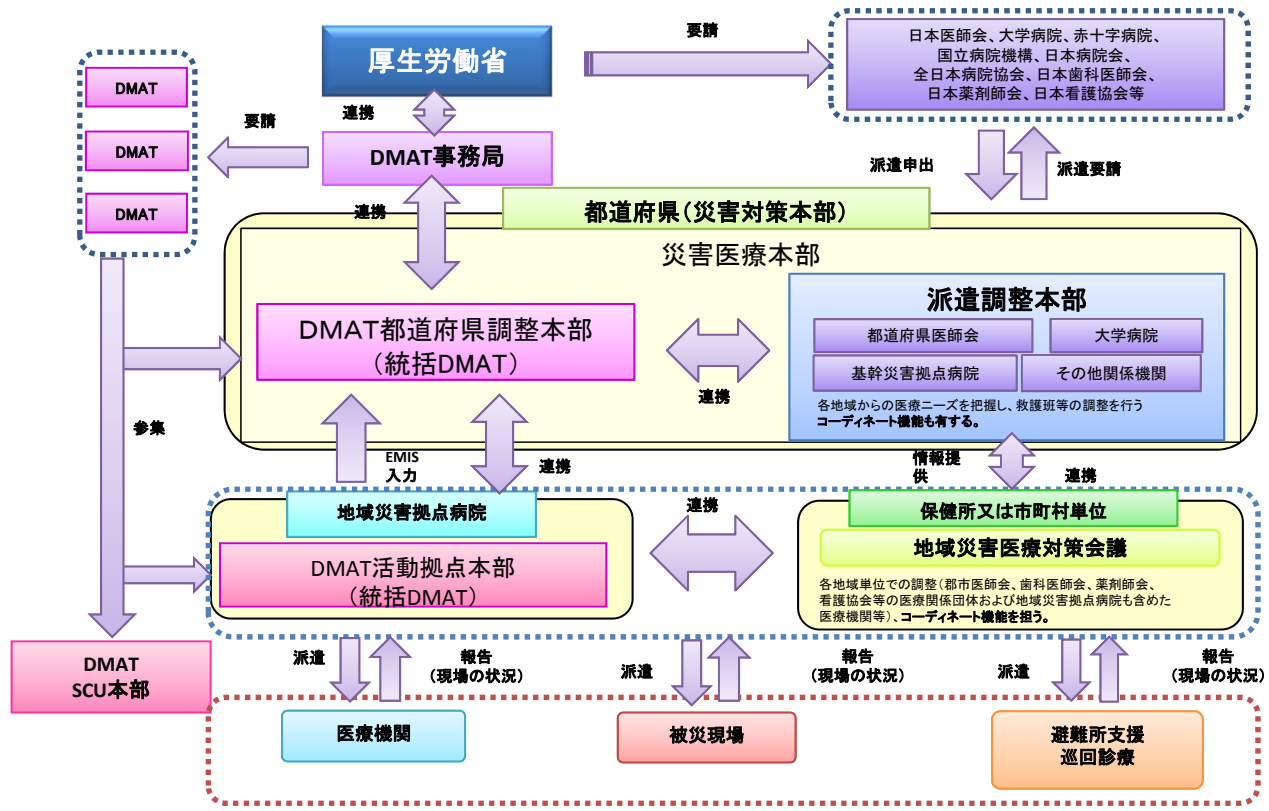 厚生労働省
要請
日本医師会、大学病院、赤十字病院、
国立病院機構、日本病院会、
全日本病院協会、日本歯科医師会、
日本薬剤師会、日本看護協会等
DMAT
DMAT
DMAT
要請
連携
DMAT事務局
連携
派遣申出
派遣要請
都道府県(災害対策本部)
災害医療本部
DMAT都道府県調整本部
(統括DMAT)
連携
派遣調整本部
都道府県医師会
大学病院
基幹災害拠点病院
その他関係機関
各地域からの医療ニーズを把握し、救護班等の調整を行う
コーディネート機能も有する。
参集
EMIS
入力
連携
情報提
供
連携
地域災害拠点病院
DMAT活動拠点本部
(統括DMAT)
連携
保健所又は市町村単位
地域災害医療対策会議
各地域単位での調整(郡市医師会、歯科医師会、薬剤師会、
看護協会等の医療関係団体および地域災害拠点病院も含めた
医療機関等)、コーディネート機能を担う。
DMAT
SCU本部
派遣
報告
(現場の状況)
派遣
報告
(現場の状況)
派遣
報告
(現場の状況)
医療機関
被災現場
避難所支援
巡回診療